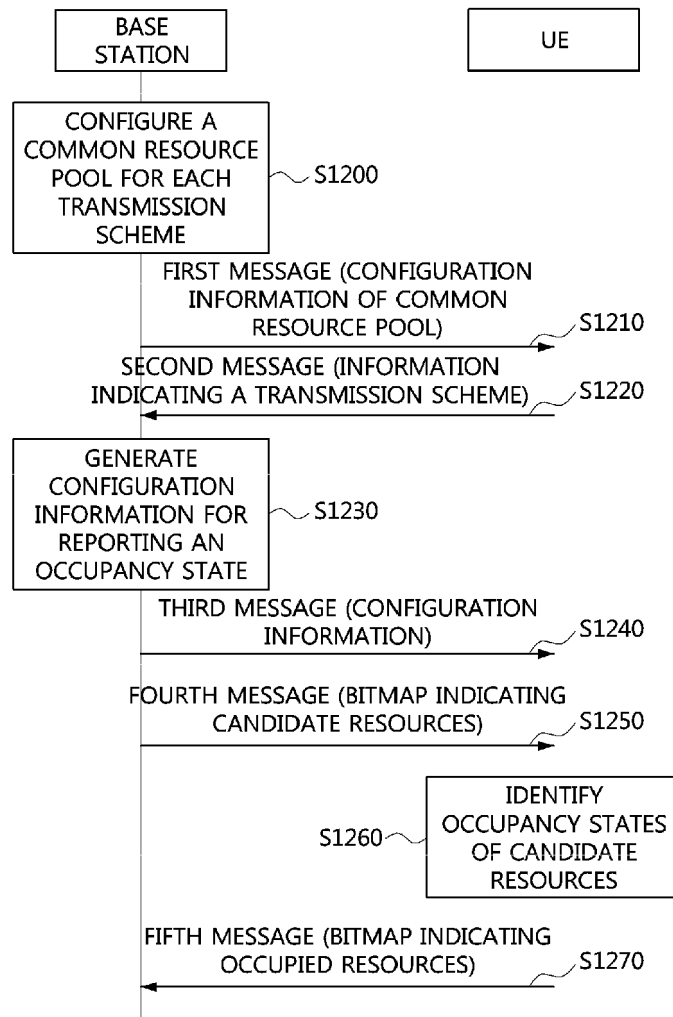 BASE
STATION
UE
CONFIGURE A
COMMON RESOURCE
POOL FOR EACH
TRANSMISSION
SCHEME
S1200
FIRST MESSAGE (CONFIGURATION
INFORMATION OF COMMON
RESOURCE POOL)
S1210
SECOND MESSAGE (INFORMATION
INDICATING A TRANSMISSION SCHEME)
S1220
GENERATE
CONFIGURATION
INFORMATION FOR
REPORTING AN
OCCUPANCY STATE
S1230
THIRD MESSAGE (CONFIGURATION
INFORMATION)
S1240
FOURTH MESSAGE (BITMAP INDICATING
CANDIDATE RESOURCES)
S1250
IDENTIFY
OCCUPANCY STATES
OF CANDIDATE
RESOURCES
S1260
FIFTH MESSAGE (BITMAP INDICATING
OCCUPIED RESOURCES)
S1270